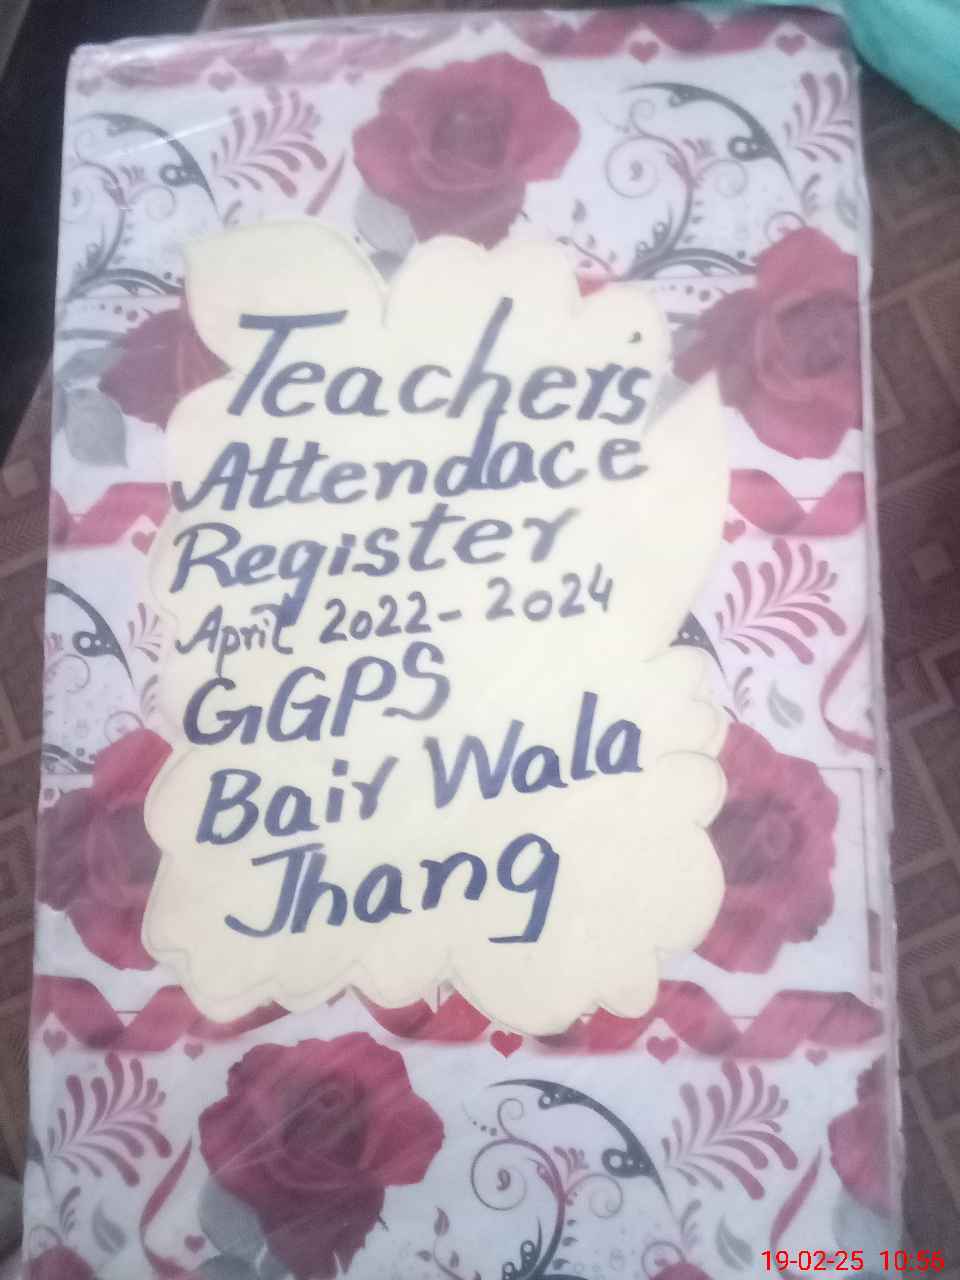 Teacher's
Attendace
Register
April 2022-2024
GGPS
Bair Wala
Jhang
19-02-25 10:56